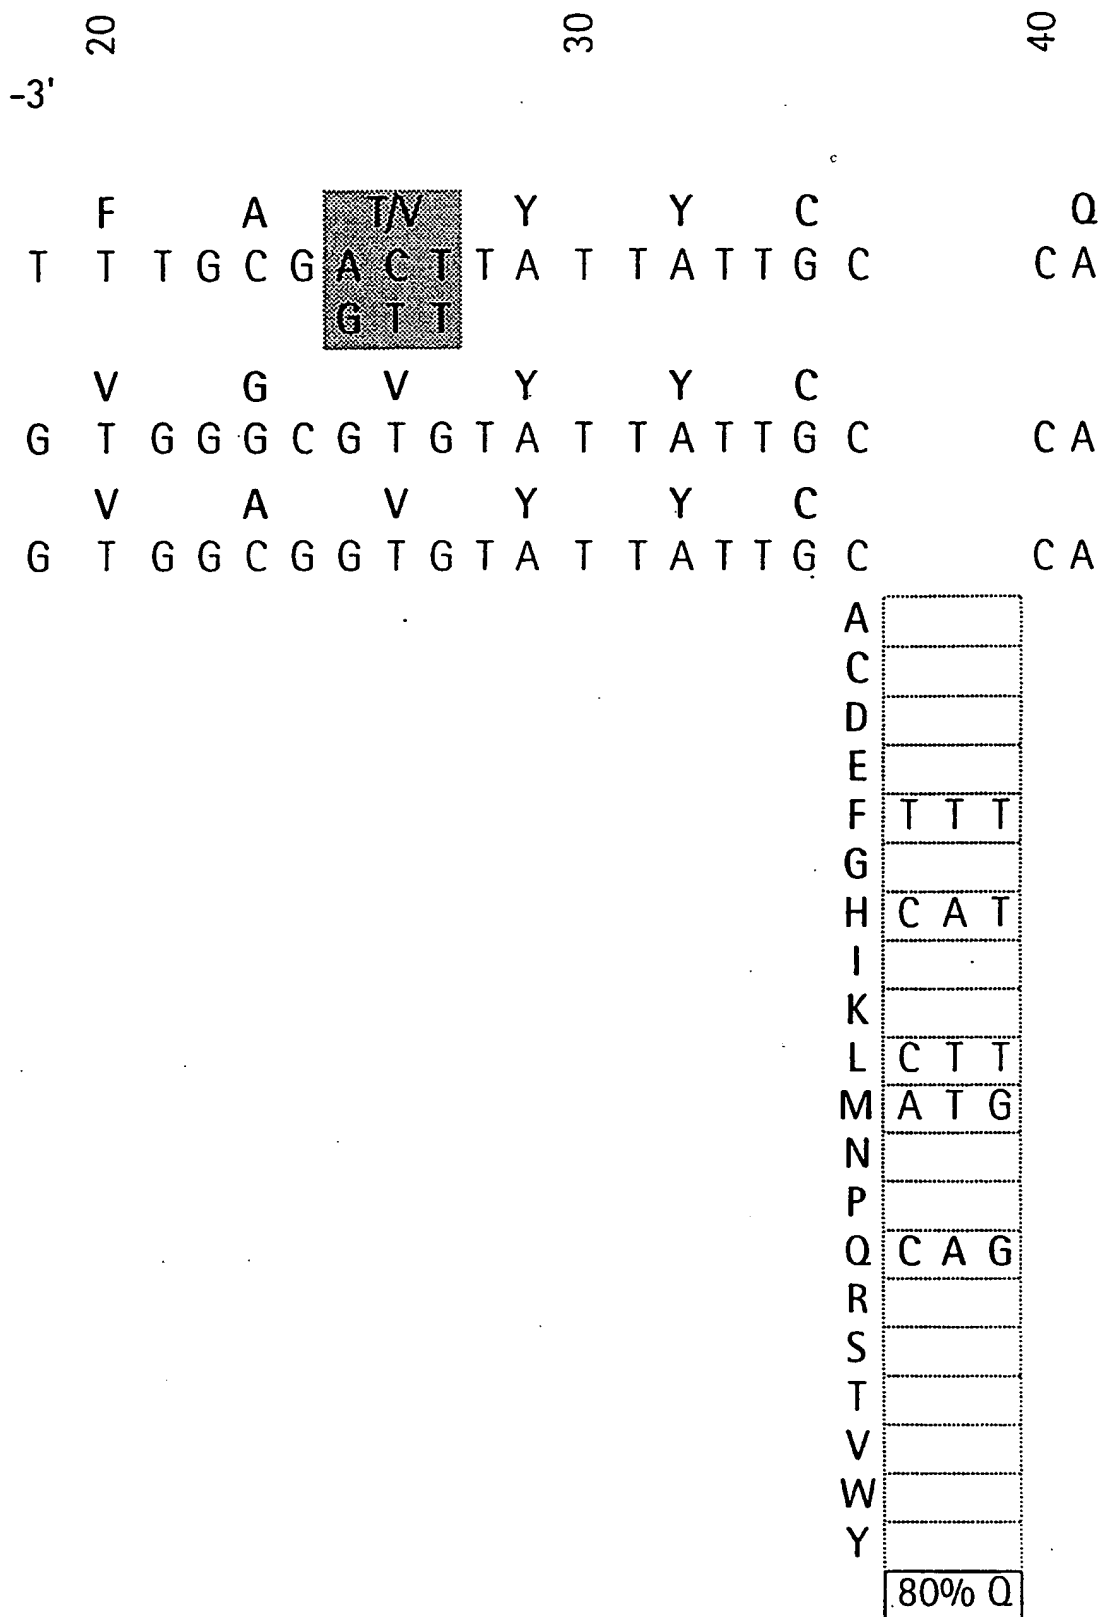 20 30 40
-3'
c
F A T/V Y Y C Q
T T T G C G A C T T A T T A T T G C C A
G T T
V G V Y Y C
G T G G G C G T G T A T T A T T G C C A
V A V Y Y C
G T G G C G G T G T A T T A T T G C C A
A
C
D
E
F T T T
G
H C A T
I
K
L C T T
M A T G
N
P
Q C A G
R
S
T
V
W
Y
80% Q